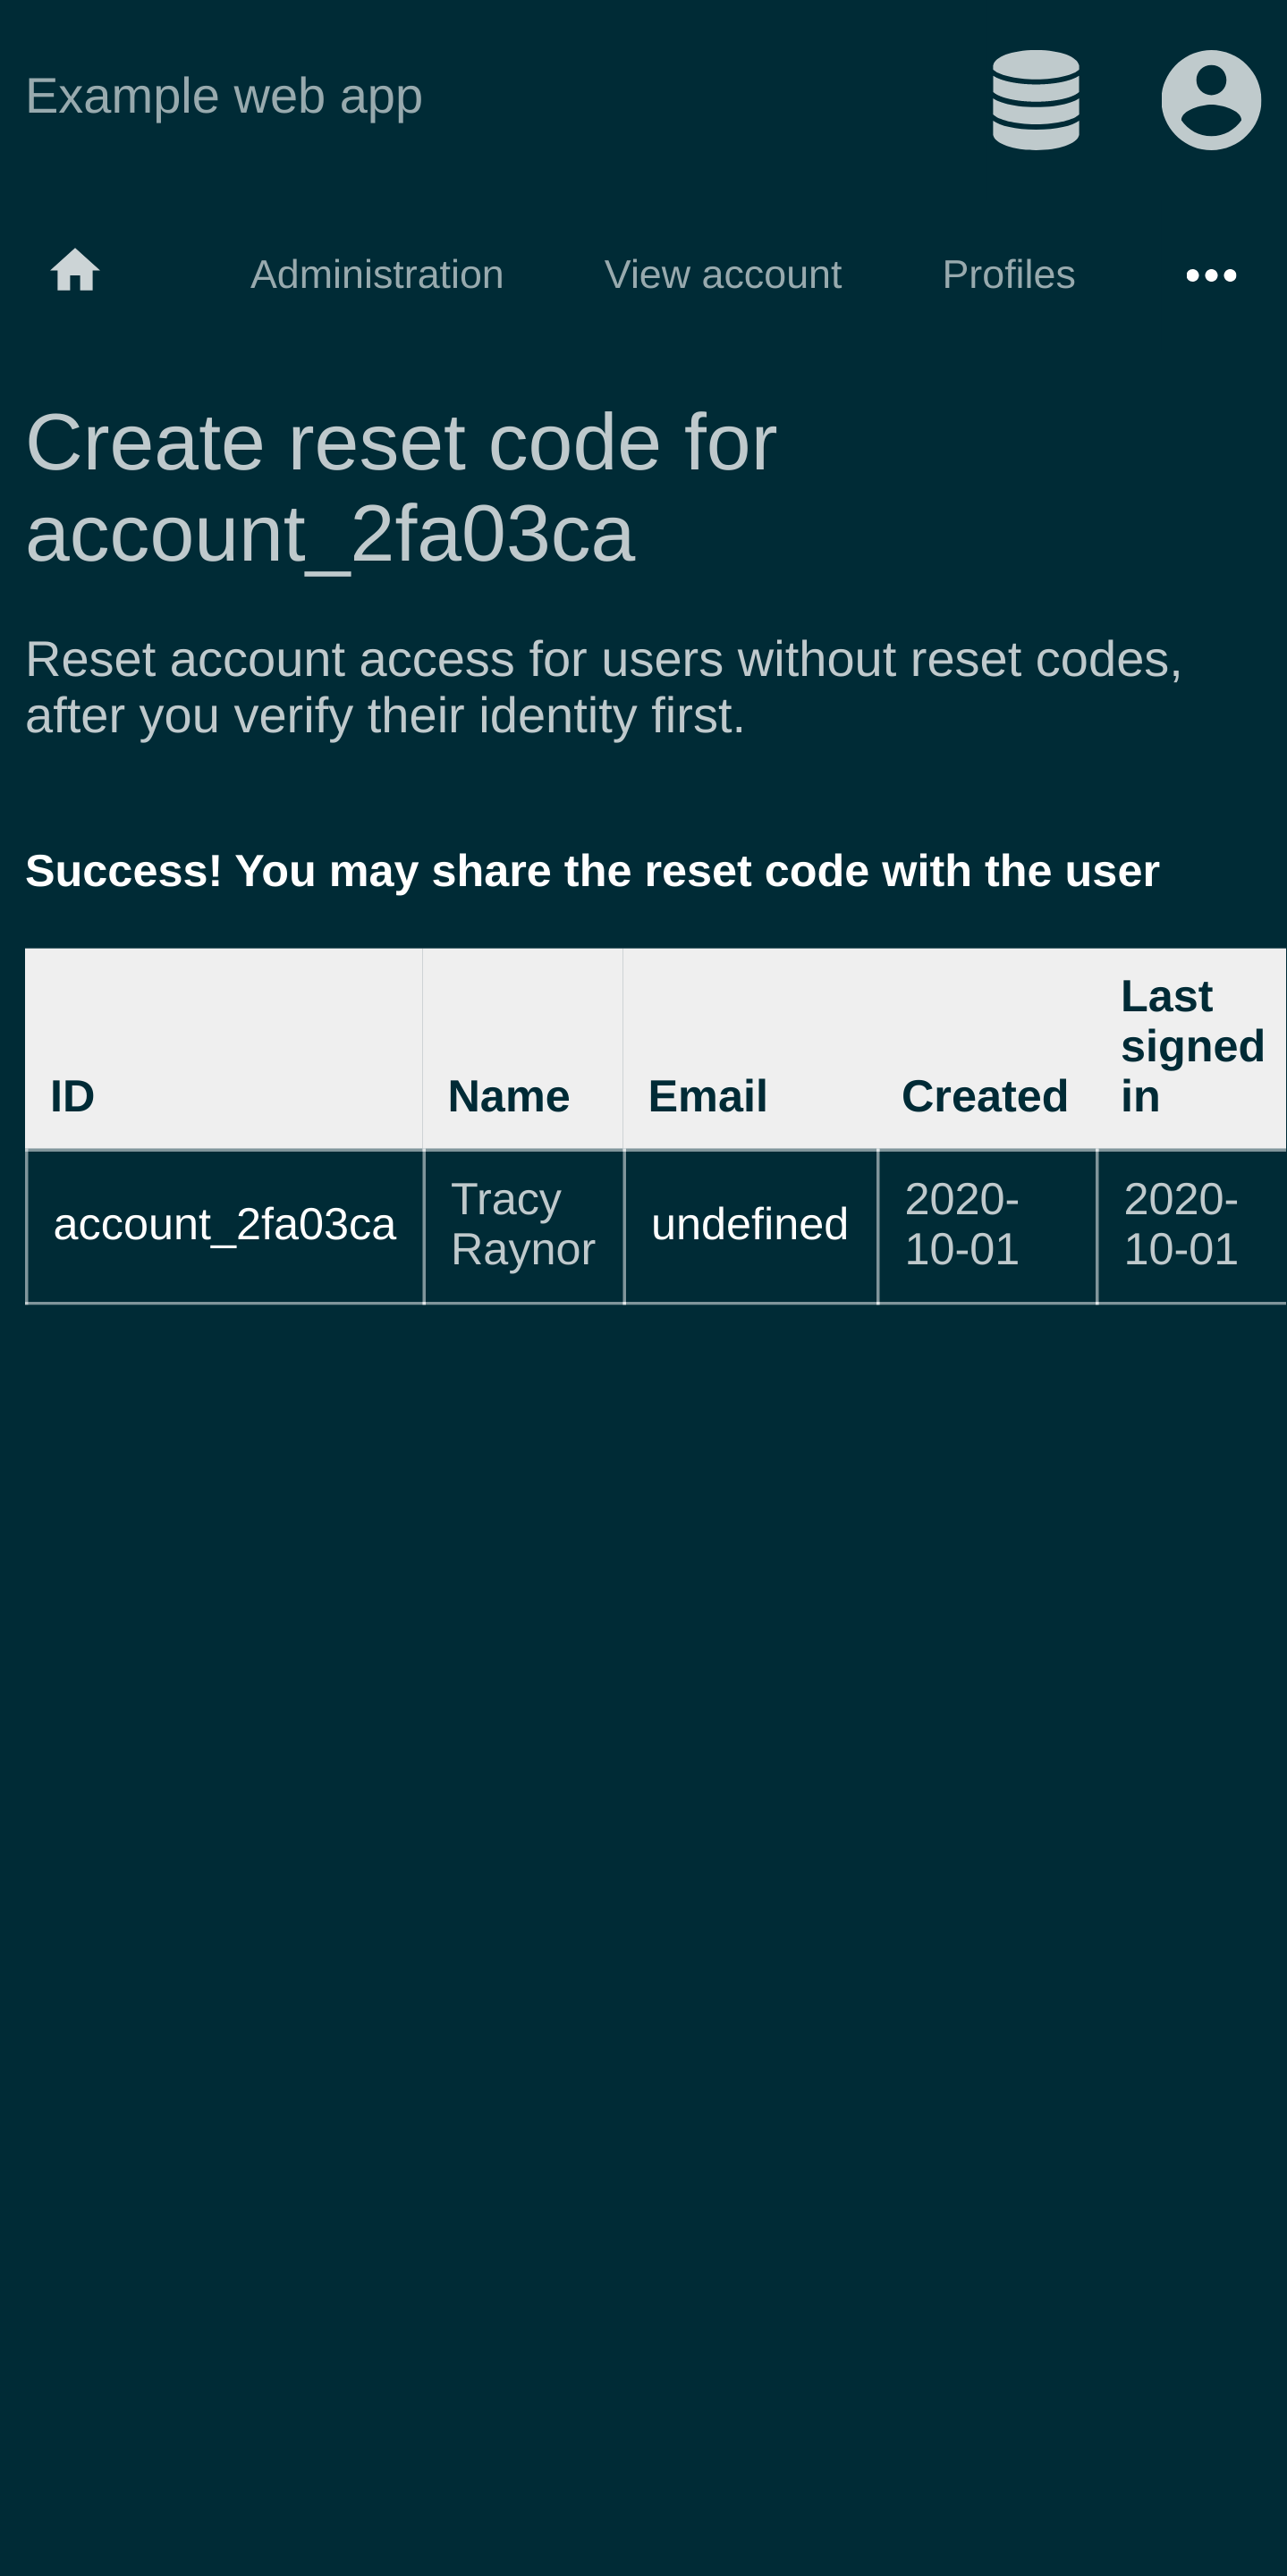 Example web app
Administration View account Profiles
Create reset code for
account_2fa03ca
Reset account access for users without reset codes,
after you verify their identity first.
Success! You may share the reset code with the user
ID Name Email Created Last signed in
account_2fa03ca Tracy Raynor undefined 2020-10-01 2020-10-01